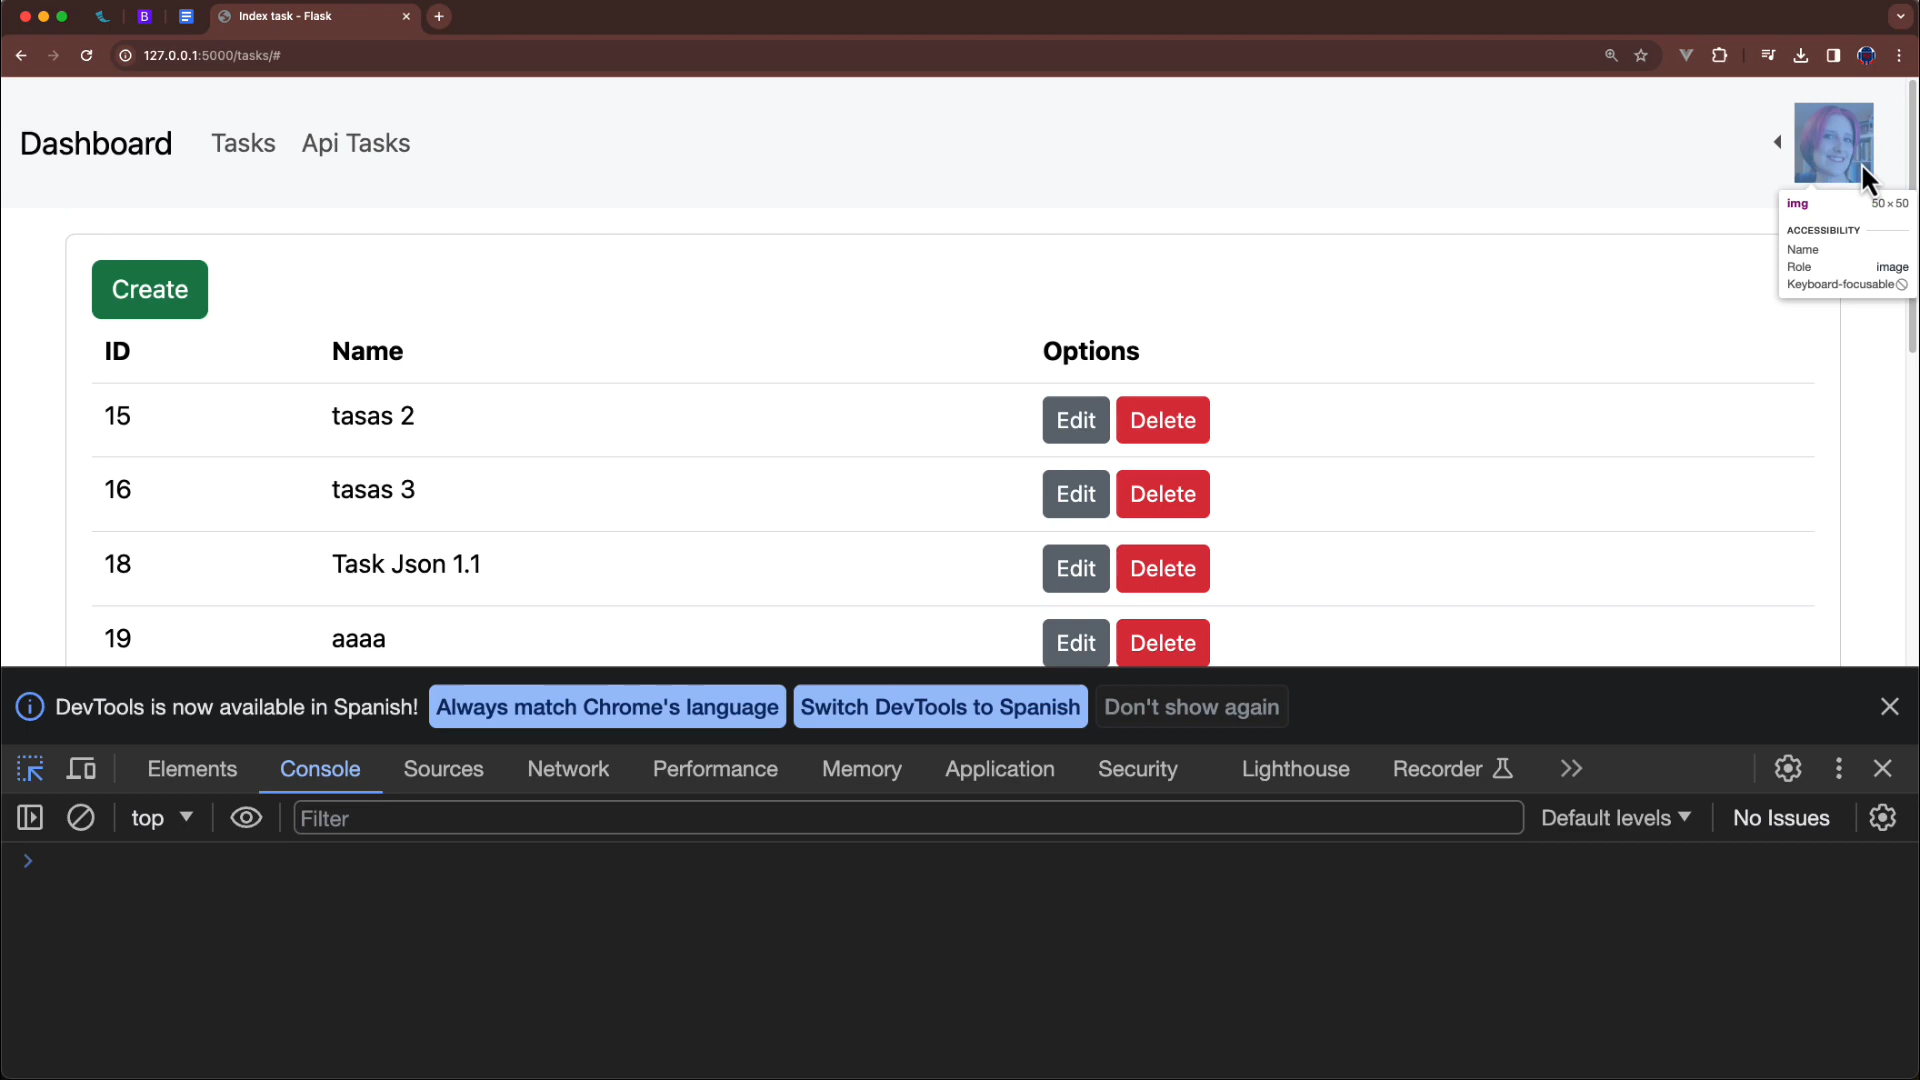 B
Index task - Flask
127.0.0.1:5000/tasks/#
Dashboard Tasks Api Tasks
img 50×50
ACCESSIBILITY
Name
Role image
Keyboard-focusable
Create
ID Name Options
15 tasas 2 Edit Delete
16 tasas 3 Edit Delete
18 Task Json 1.1 Edit Delete
19 aaaa Edit Delete
DevTools is now available in Spanish! Always match Chrome's language Switch DevTools to Spanish Don't show again
Elements Console Sources Network Performance Memory Application Security Lighthouse Recorder
top Filter Default levels No Issues